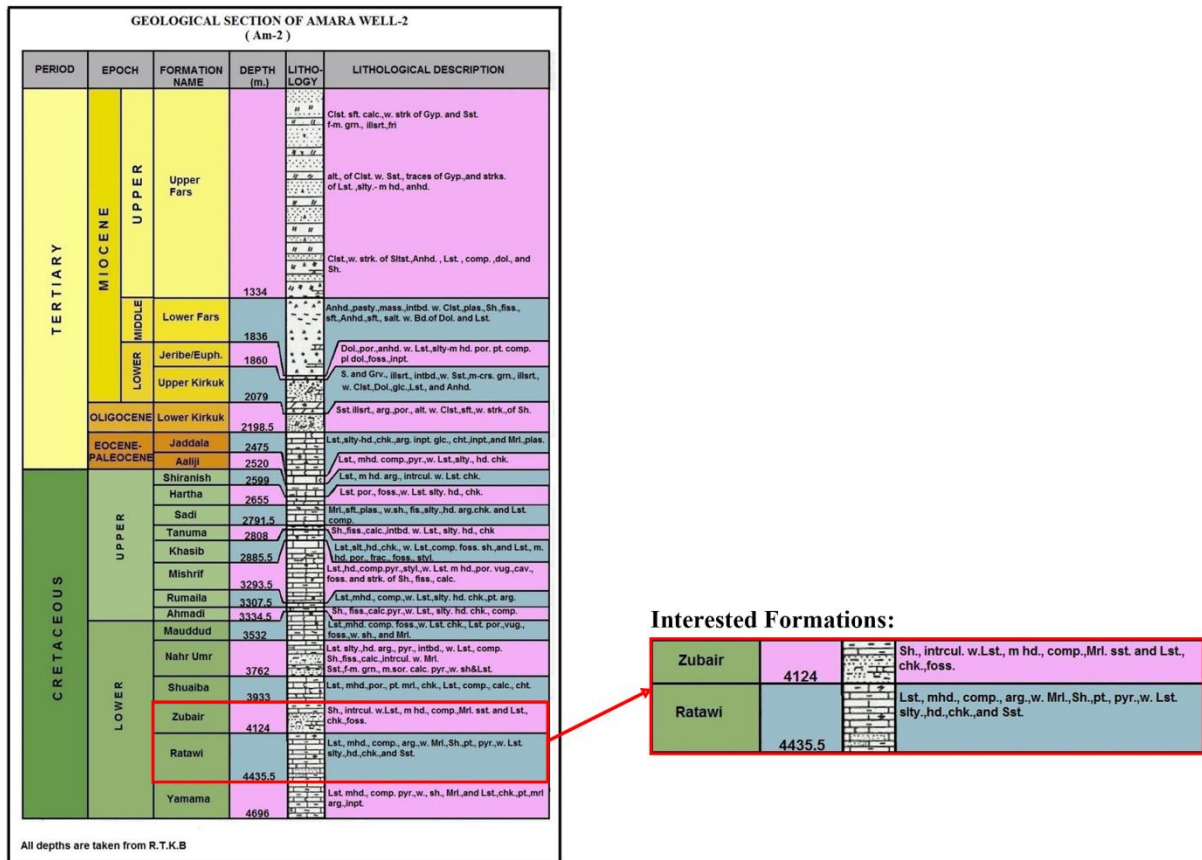 GEOLOGICAL SECTION OF AMARA WELL-2
( Am-2 )
PERIOD EPOCH FORMATION NAME DEPTH (m.) LITHO-LOGY LITHOLOGICAL DESCRIPTION
TERTIARY
MIOCENE
UPPER
Upper Fars
1334
Clst. sft. calc.,w. strk of Gyp. and Sst.
f-m. grn., illsrt.,fri
alt., of Clst. w. Sst., traces of Gyp.,and strks.
of Lst. ,slty.- m hd., anhd.
Clst.,w. strk. of Sltst.,Anhd. , Lst. , comp. ,dol., and
Sh.
MIDDLE
Lower Fars
1836
Anhd.,pasty.,mass.,intbd. w. Clst.,plas.,Sh.,fiss.,
sft.,Anhd.,sft., salt. w. Bd.of Dol. and Lst.
LOWER
Jeribe/Euph.
1860
Dol.,por.,anhd. w. Lst.,slty-m hd. por. pt. comp.
pl dol.,foss.,inpt.
Upper Kirkuk
2079
S. and Grv., illsrt., intbd.,w. Sst.,m-crs. grn., illsrt.,
w. Clst.,Dol.,glc.,Lst., and Anhd.
OLIGOCENE
Lower Kirkuk
2198.5
Sst.illsrt., arg.,por., alt. w. Clst.,sft.,w. strk.,of Sh.
EOCENE-
PALEOCENE
Jaddala
2475
Lst.,slty-hd.,chk.,arg. inpt. glc., cht.,inpt.,and Mrl.,plas.
Aaliji
2520
Lst., mhd. comp.,pyr.,w. Lst.,slty., hd. chk.
CRETACEOUS
UPPER
Shiranish
2599
Lst., m hd. arg., intrcul. w. Lst. chk.
Hartha
2655
Lst. por., foss.,w. Lst. slty. hd., chk.
Sadi
2791.5
Mrl.,sft.,plas., w.sh., fis.,slty.,hd. arg.chk. and Lst.
comp.
Tanuma
2808
Sh.,fiss.,calc.,intbd. w. Lst., slty. hd., chk
Khasib
2885.5
Lst.,slt.,hd.,chk., w. Lst.,comp. foss. sh.,and Lst., m.
hd. por., frac., foss., styl.
Mishrif
3293.5
Lst.,hd.,comp.pyr.,styl.,w. Lst. m hd.,por. vug.,cav.,
foss. and strk. of Sh., fiss., calc.
Rumaila
3307.5
Lst.,mhd., comp.,w. Lst.,slty. hd. chk.,pt. arg.
Ahmadi
3334.5
Sh., fiss.,calc.pyr.,w. Lst., slty. hd. chk., comp.
LOWER
Mauddud
3532
Lst.,mhd. comp. foss.,w. Lst. chk., Lst. por.,vug.,
foss.,w. sh., and Mrl.
Nahr Umr
3762
Lst. slty.,hd. arg., pyr., intbd., w. Lst., comp.
Sh.,fiss.,calc.,intrcul. w. Mrl.
Sst.,f-m. grn., m.sor. calc. pyr.,w. sh&Lst.
Shuaiba
3933
Lst., mhd.,por., pt. mrl., chk., Lst., comp., calc., cht.
Zubair
4124
Sh., intrcul. w.Lst., m hd., comp.,Mrl. sst. and Lst.,
chk.,foss.
Ratawi
4435.5
Lst., mhd., comp., arg.,w. Mrl.,Sh.,pt., pyr.,w. Lst.
slty.,hd.,chk.,and Sst.
Yamama
4696
Lst. mhd., comp. pyr.,w., sh., Mrl.,and Lst.,chk.,pt.,mrl
arg.,inpt.
All depths are taken from R.T.K.B
Interested Formations:
Zubair
4124
Sh., intrcul. w.Lst., m hd., comp.,Mrl. sst. and Lst.,
chk.,foss.
Ratawi
4435.5
Lst., mhd., comp., arg.,w. Mrl.,Sh.,pt., pyr.,w. Lst.
slty.,hd.,chk.,and Sst.